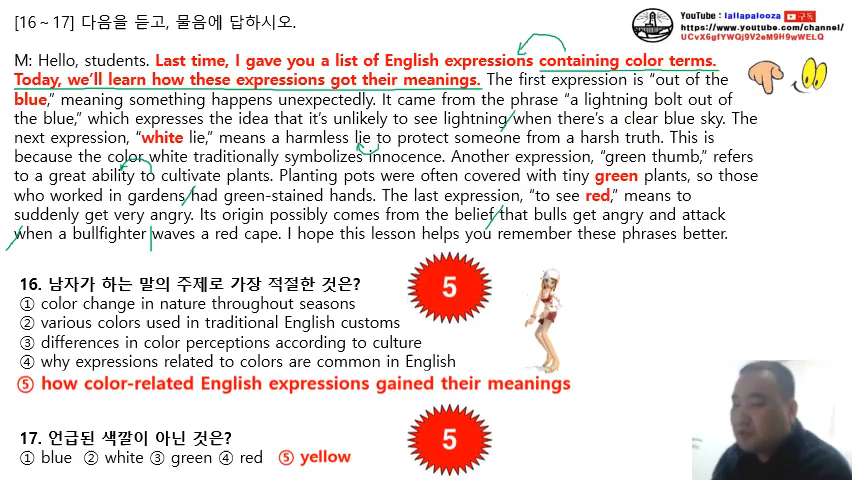 [16～17] 다음을 듣고, 물음에 답하시오.
YouTube : lallapalooza 구독
https://www.youtube.com/channel/
UCvX6gfYWQj9V2eM9H9wWELQ
M: Hello, students. Last time, I gave you a list of English expressions containing color terms.
Today, we'll learn how these expressions got their meanings. The first expression is "out of the
blue," meaning something happens unexpectedly. It came from the phrase "a lightning bolt out of
the blue," which expresses the idea that it's unlikely to see lightning when there's a clear blue sky. The
next expression, "white lie," means a harmless lie to protect someone from a harsh truth. This is
because the color white traditionally symbolizes innocence. Another expression, "green thumb," refers
to a great ability to cultivate plants. Planting pots were often covered with tiny green plants, so those
who worked in gardens had green-stained hands. The last expression, "to see red," means to
suddenly get very angry. Its origin possibly comes from the belief that bulls get angry and attack
when a bullfighter waves a red cape. I hope this lesson helps you remember these phrases better.
16. 남자가 하는 말의 주제로 가장 적절한 것은?
5
① color change in nature throughout seasons
② various colors used in traditional English customs
③ differences in color perceptions according to culture
④ why expressions related to colors are common in English
⑤ how color-related English expressions gained their meanings
17. 언급된 색깔이 아닌 것은?
5
① blue ② white ③ green ④ red ⑤ yellow